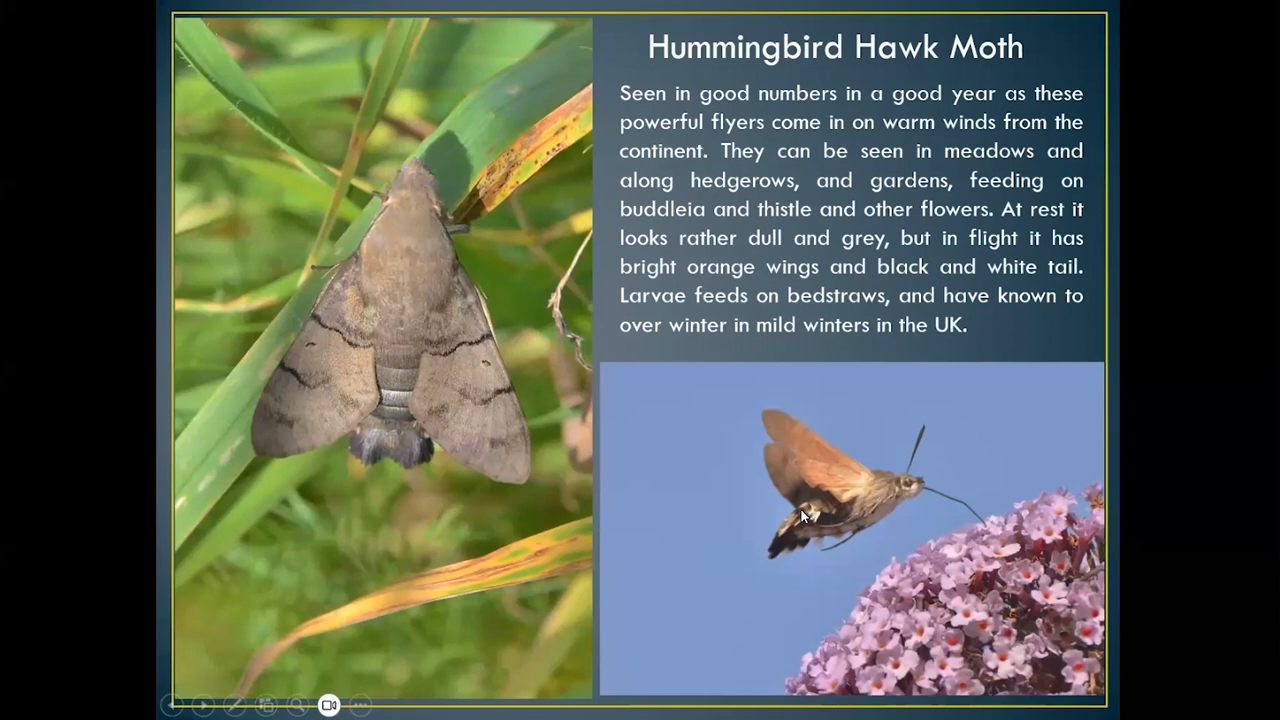 Hummingbird Hawk Moth
Seen in good numbers in a good year as these
powerful flyers come in on warm winds from the
continent. They can be seen in meadows and
along hedgerows, and gardens, feeding on
buddleia and thistle and other flowers. At rest it
looks rather dull and grey, but in flight it has
bright orange wings and black and white tail.
Larvae feeds on bedstraws, and have known to
over winter in mild winters in the UK.